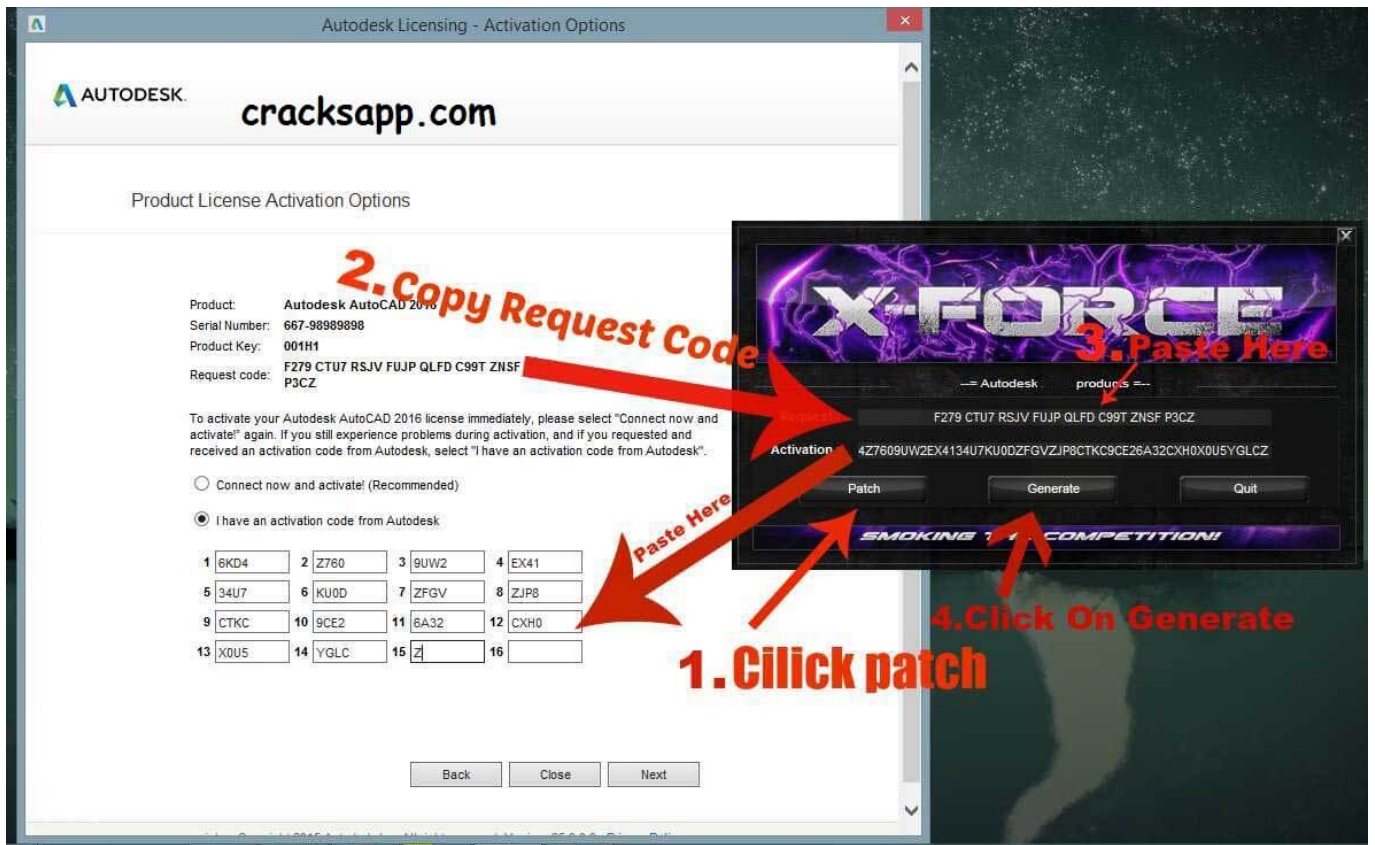 Autodesk Licensing - Activation Options
AUTODESK.
cracksapp.com
Product License Activation Options
2.Copy Request Code
Product: Autodesk AutoCAD 2016
Serial Number: 667-98989898
Product Key: 001H1
Request code: F279 CTU7 RSJV FUJP QLFD C99T ZNSF
P3CZ
To activate your Autodesk AutoCAD 2016 license immediately, please select "Connect now and
activate!" again. If you still experience problems during activation, and if you requested and
received an activation code from Autodesk, select "I have an activation code from Autodesk".
Connect now and activate! (Recommended)
I have an activation code from Autodesk
1 6KD4 2 Z760 3 9UW2 4 EX41
5 34U7 6 KU0D 7 ZFGV 8 ZJP8
9 CTKC 10 9CE2 11 6A32 12 CXH0
13 X0U5 14 YGLC 15 Z 16
Back Close Next
X-FORCE
3.Paste Here
--= Autodesk products =--
Request F279 CTU7 RSJV FUJP QLFD C99T ZNSF P3CZ
Activation 4Z7609UW2EX4134U7KU0DZFGVZJP8CTKC9CE26A32CXH0X0U5YGLCZ
Patch Generate Quit
SMOKING THE COMPETITION!
Paste Here
4.Click On Generate
1.Cilick patch